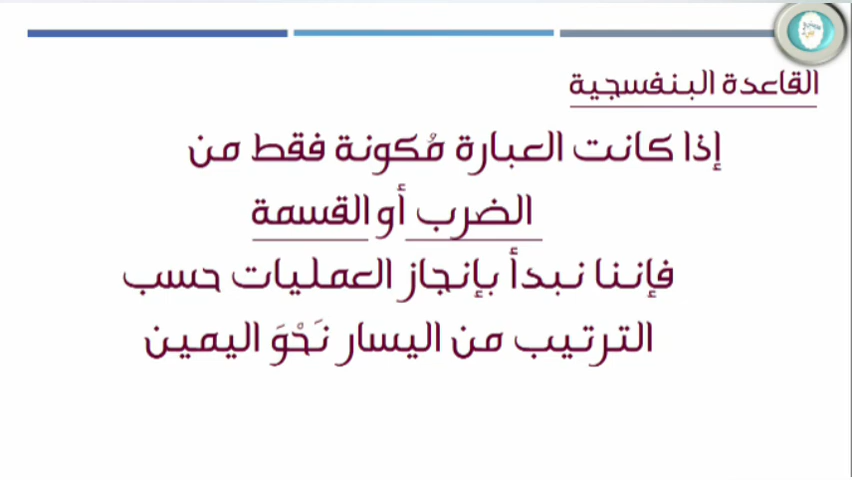 القاعدة البنفسجية
إذا كانت العبارة مُكونة فقط من
الضرب أو القسمة
فإننا نبدأ بإنجاز العمليات حسب
الترتيب من اليسار نَحْوَ اليمين